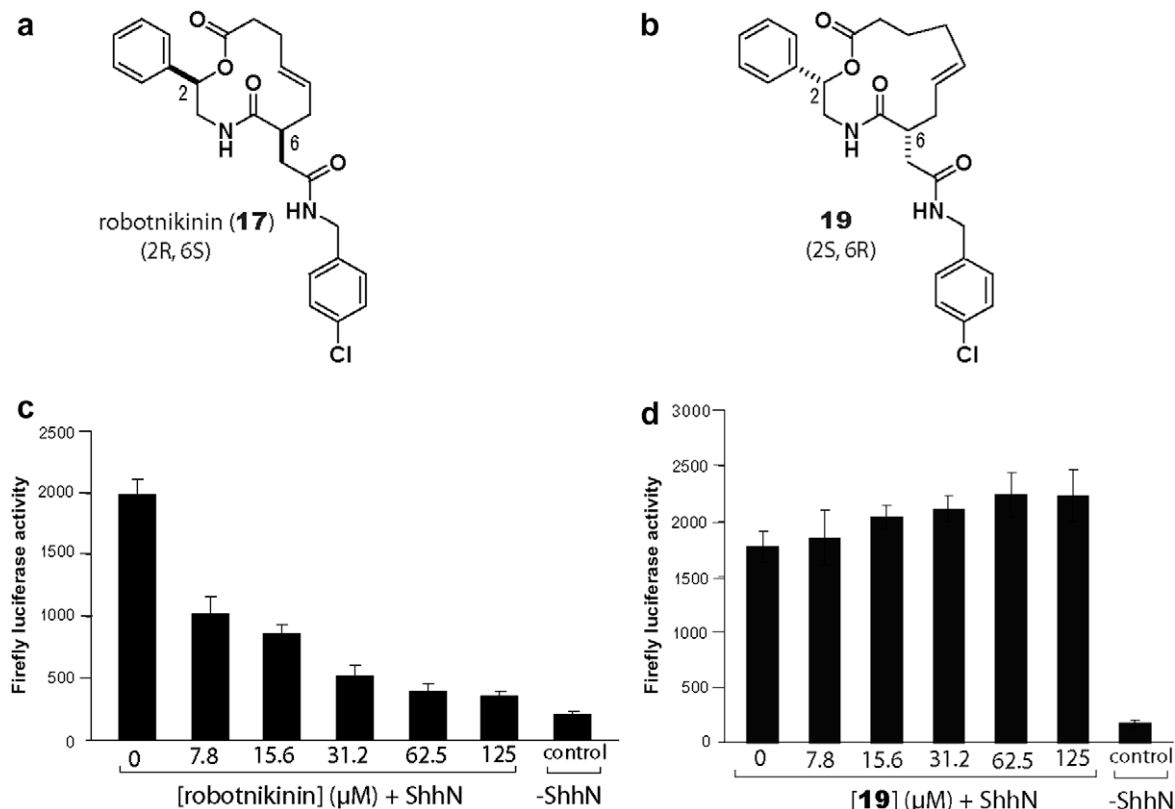 a
O
O
2
O
N
H
6
O
HN
Cl
robotnikinin (17)
(2R, 6S)
b
O
O
2
O
N
H
6
O
HN
Cl
19
(2S, 6R)
c
Firefly luciferase activity
2500
2000
1500
1000
500
0
0 7.8 15.6 31.2 62.5 125 control
[robotnikinin] (µM) + ShhN -ShhN
d
Firefly luciferase activity
3000
2500
2000
1500
1000
500
0
0 7.8 15.6 31.2 62.5 125 control
[19] (µM) + ShhN -ShhN